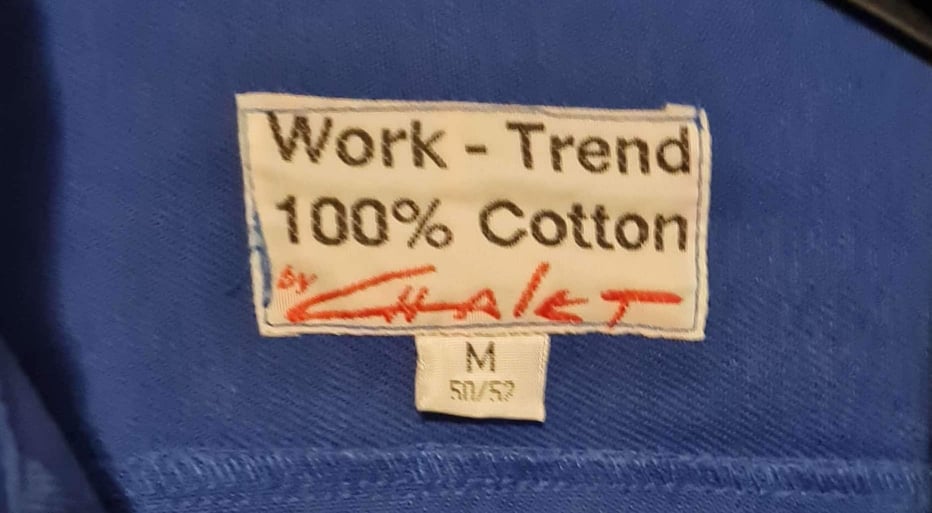 Work - Trend
100% Cotton
By CHALET
M
50/52